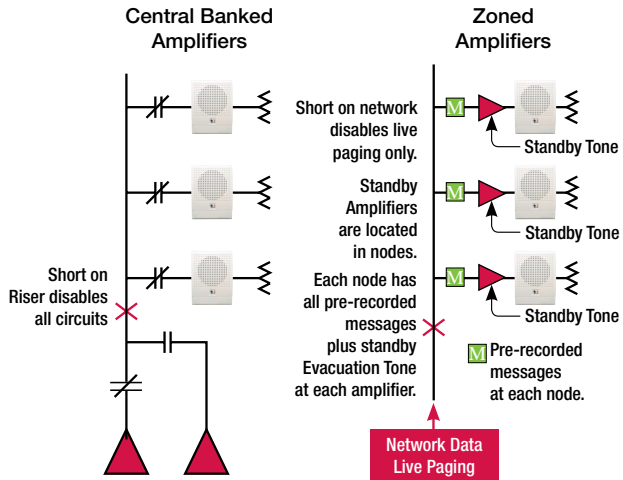 Central Banked
Amplifiers
Short on
Riser disables
all circuits
Zoned
Amplifiers
Short on network
disables live
paging only.
Standby
Amplifiers
are located
in nodes.
Each node has
all pre-recorded
messages
plus standby
Evacuation Tone
at each amplifier.
M
Standby Tone
M
Standby Tone
M
Standby Tone
M Pre-recorded
messages
at each node.
Network Data
Live Paging